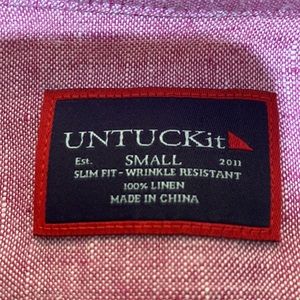 UNTUCKit
Est. SMALL 2011
SLIM FIT - WRINKLE RESISTANT
100% LINEN
MADE IN CHINA